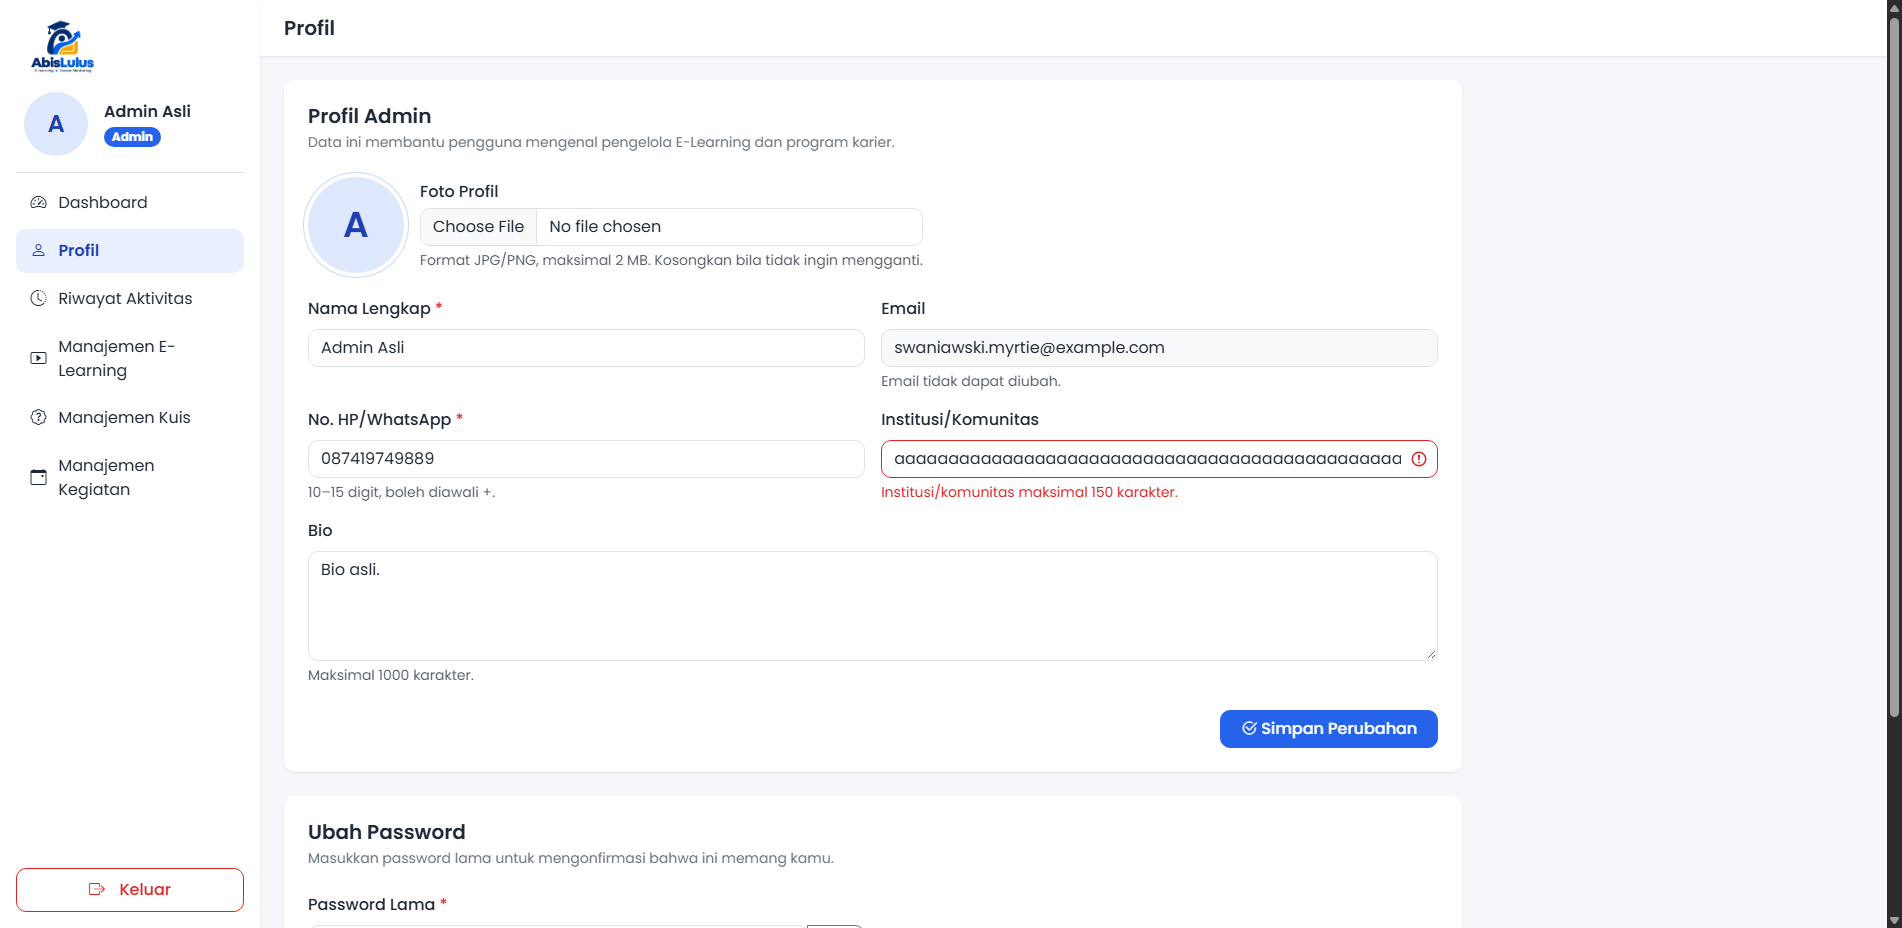 AbisLulus
A
Admin Asli
Admin
Dashboard
Profil
Riwayat Aktivitas
Manajemen E-
Learning
Manajemen Kuis
Manajemen
Kegiatan
Keluar
Profil
Profil Admin
Data ini membantu pengguna mengenal pengelola E-Learning dan program karier.
A
Foto Profil
Choose File No file chosen
Format JPG/PNG, maksimal 2 MB. Kosongkan bila tidak ingin mengganti.
Nama Lengkap *
Admin Asli
Email
swaniawski.myrtie@example.com
Email tidak dapat diubah.
No. HP/WhatsApp *
087419749889
10–15 digit, boleh diawali +.
Institusi/Komunitas
aaaaaaaaaaaaaaaaaaaaaaaaaaaaaaaaaaaaaaaaaaaaaaa
Institusi/komunitas maksimal 150 karakter.
Bio
Bio asli.
Maksimal 1000 karakter.
Simpan Perubahan
Ubah Password
Masukkan password lama untuk mengonfirmasi bahwa ini memang kamu.
Password Lama *